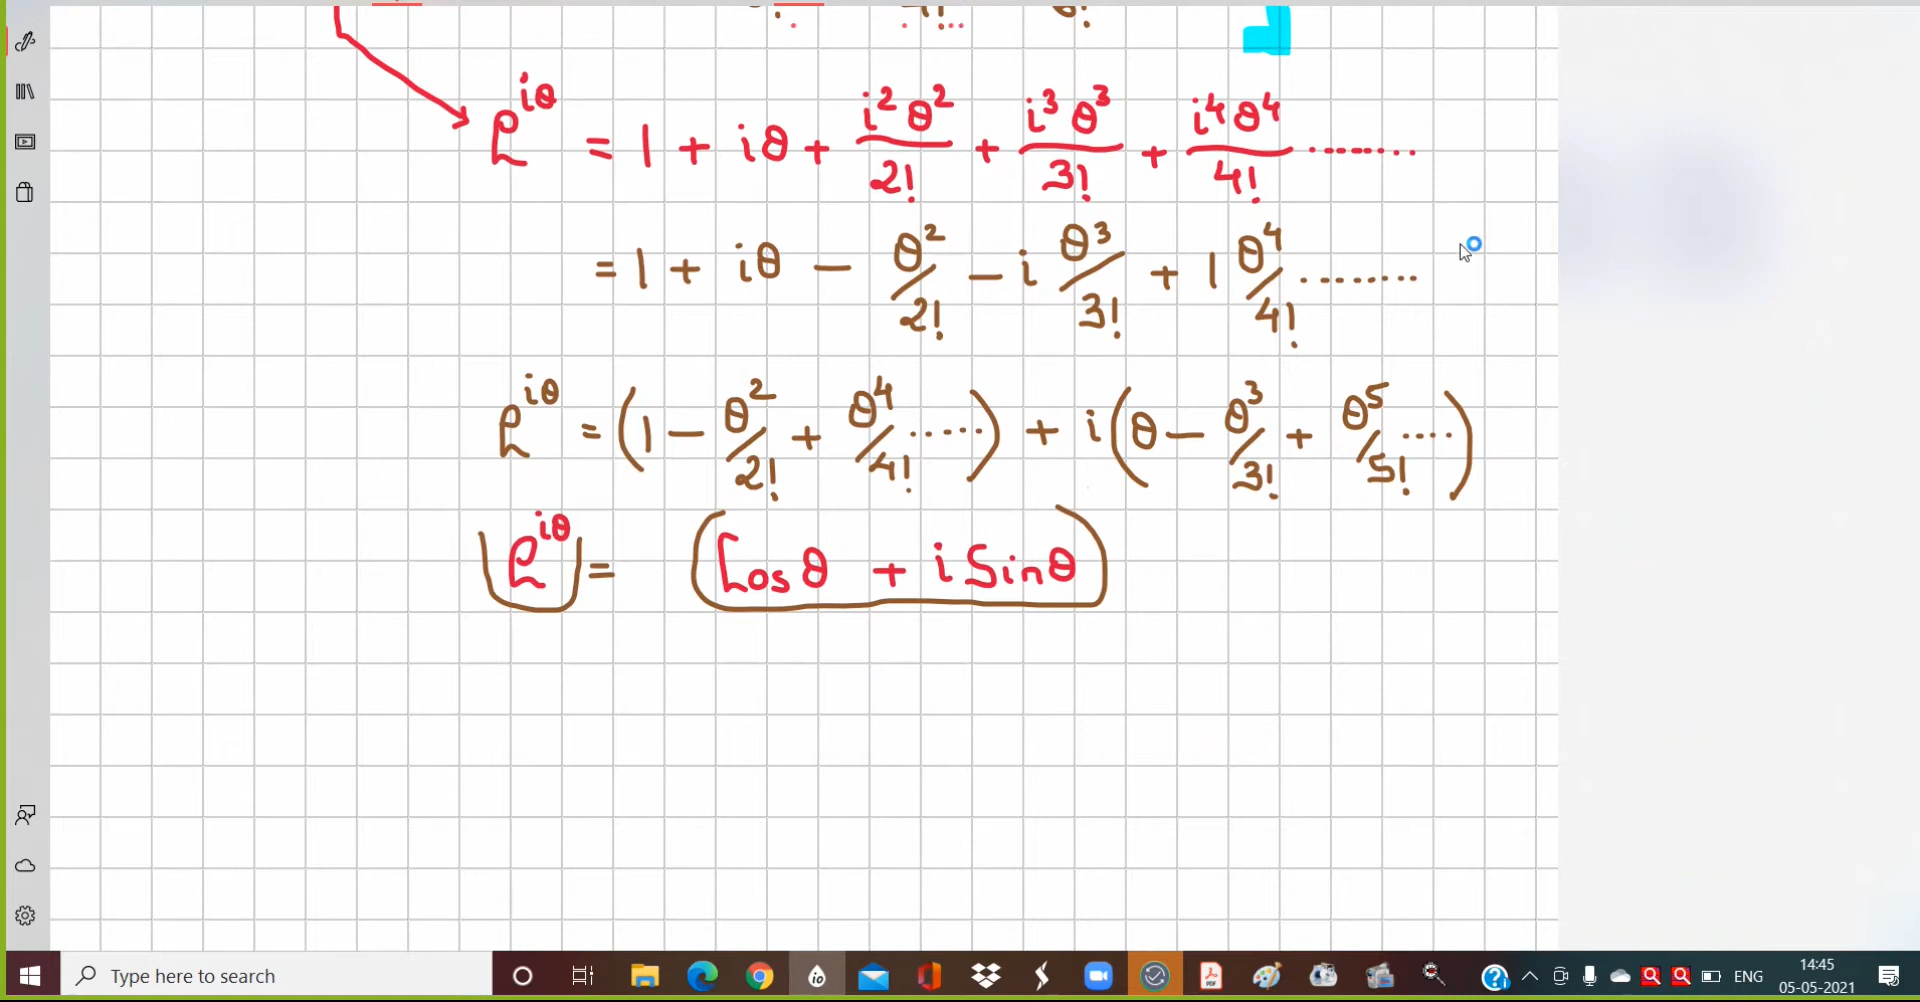 e^{iθ} = 1 + iθ + i²θ²/2! + i³θ³/3! + i⁴θ⁴/4! ........
= 1 + iθ − θ²/2! − i θ³/3! + 1 θ⁴/4! ........
e^{iθ} = (1 − θ²/2! + θ⁴/4! .....) + i(θ − θ³/3! + θ⁵/5! ....)
e^{iθ} = (Cosθ + i Sinθ)
Type here to search
ENG
14:45
05-05-2021